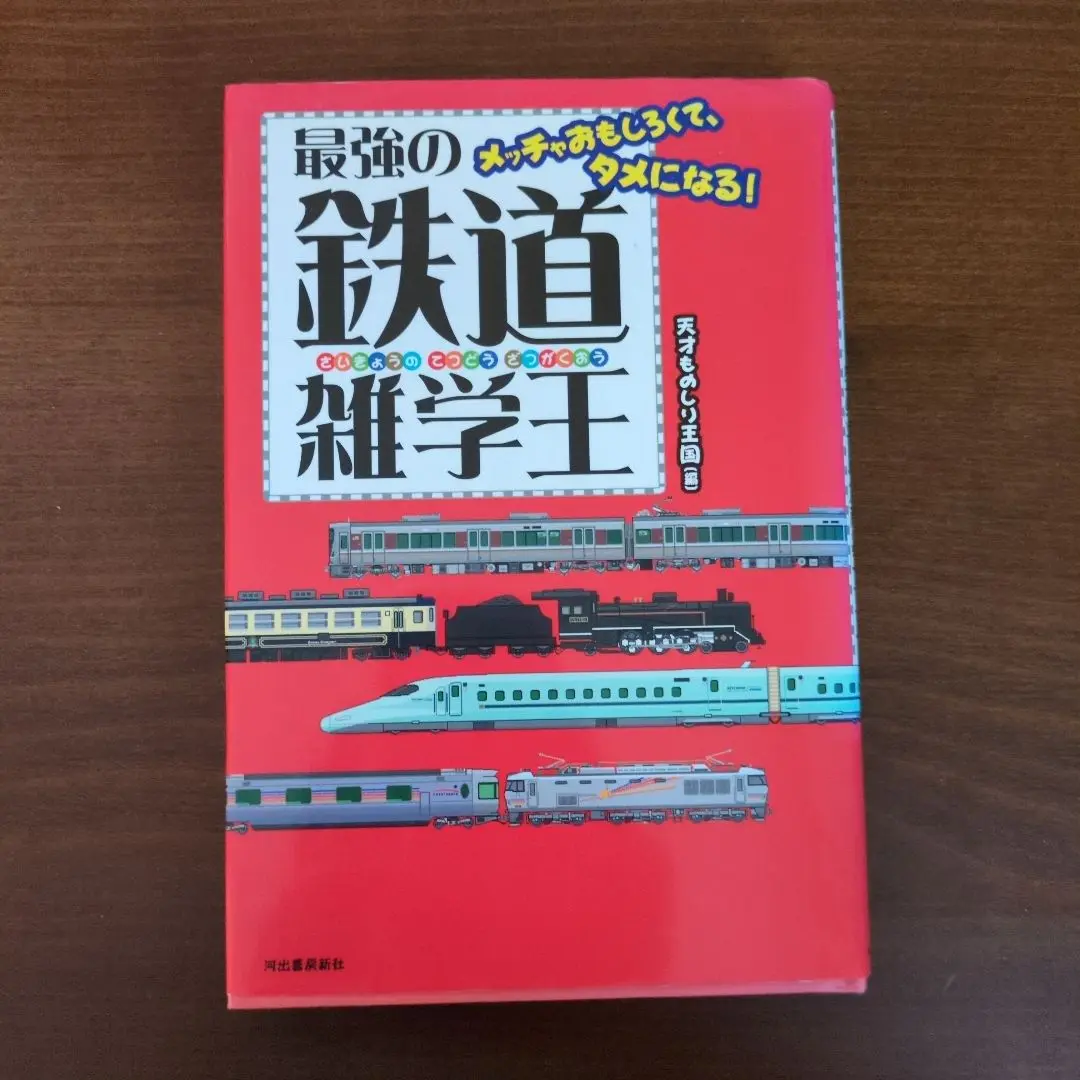 メッチャおもしろくて、
タメになる!
最強の
鉄道
さいきょうの てつどう ざつがくおう
雑学王
天才ものしり王国(編)
河出書房新社